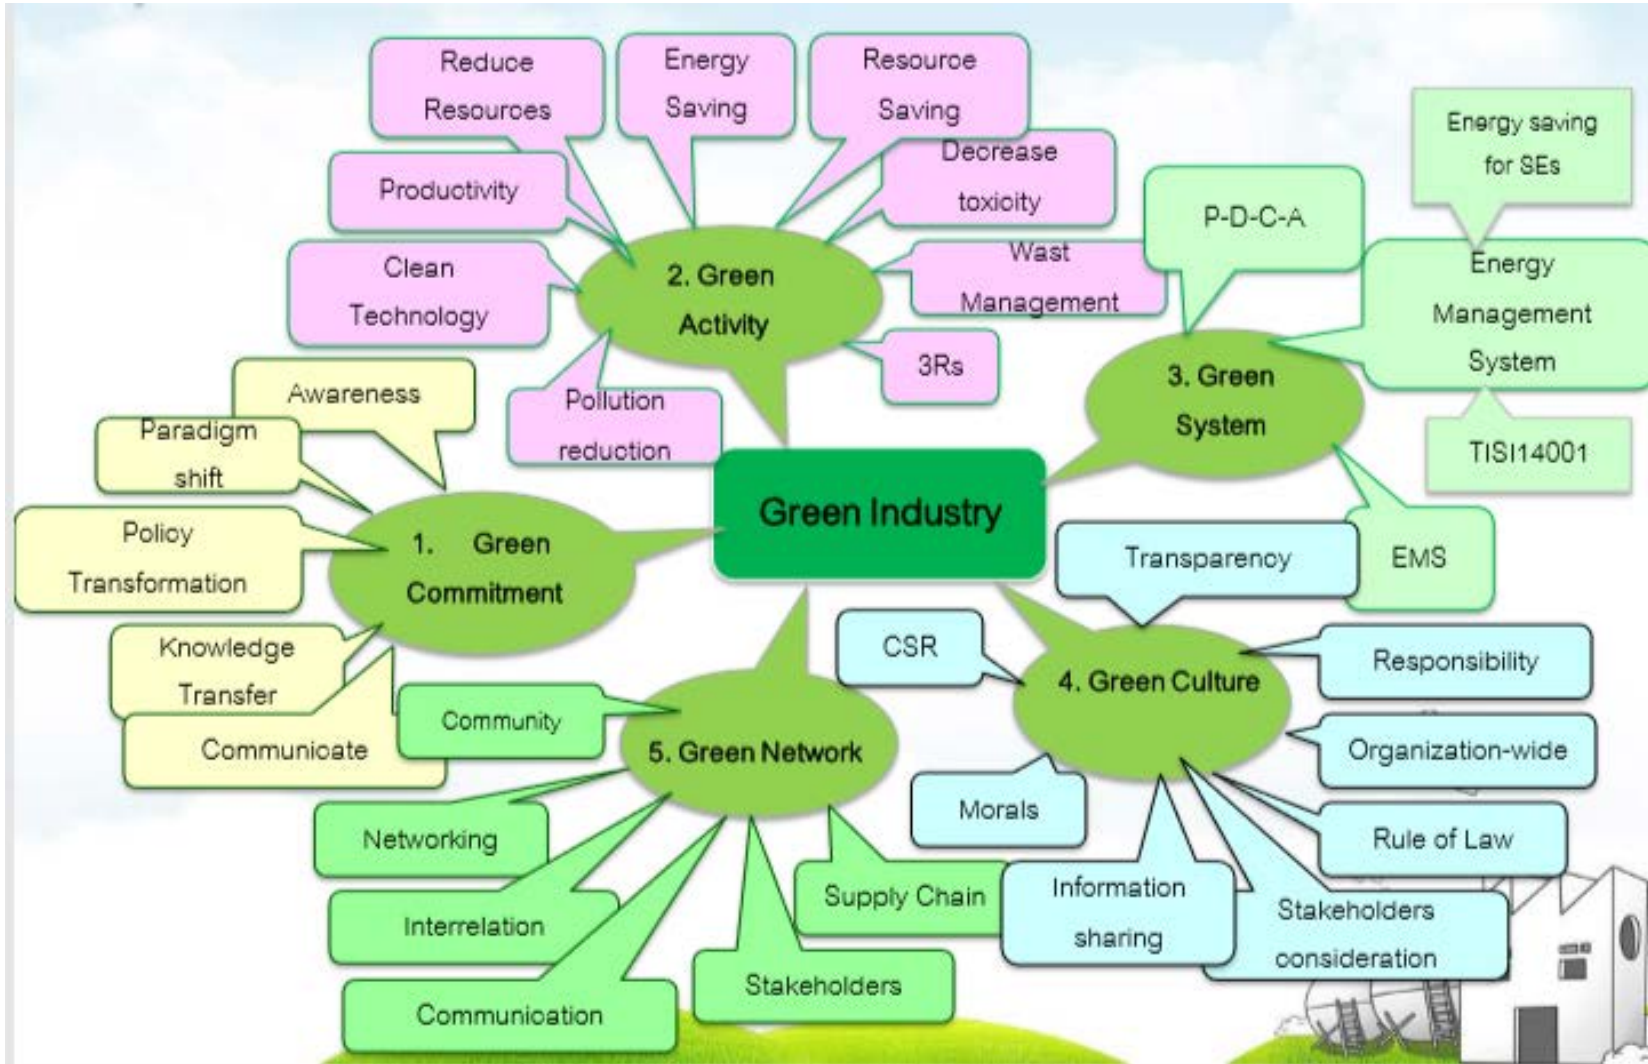 Reduce
Resources
Energy
Saving
Resource
Saving
Productivity
Decrease
toxicity
Clean
Technology
2. Green
Activity
Wast
Management
3Rs
Pollution
reduction
P-D-C-A
Energy saving
for SEs
Energy
Management
System
3. Green
System
TISI14001
EMS
Awareness
Paradigm
shift
Policy
Transformation
1. Green
Commitment
Knowledge
Transfer
Communicate
Green Industry
Transparency
CSR
Responsibility
4. Green Culture
Organization-wide
Morals
Rule of Law
Information
sharing
Stakeholders
consideration
Community
5. Green Network
Networking
Interrelation
Communication
Stakeholders
Supply Chain